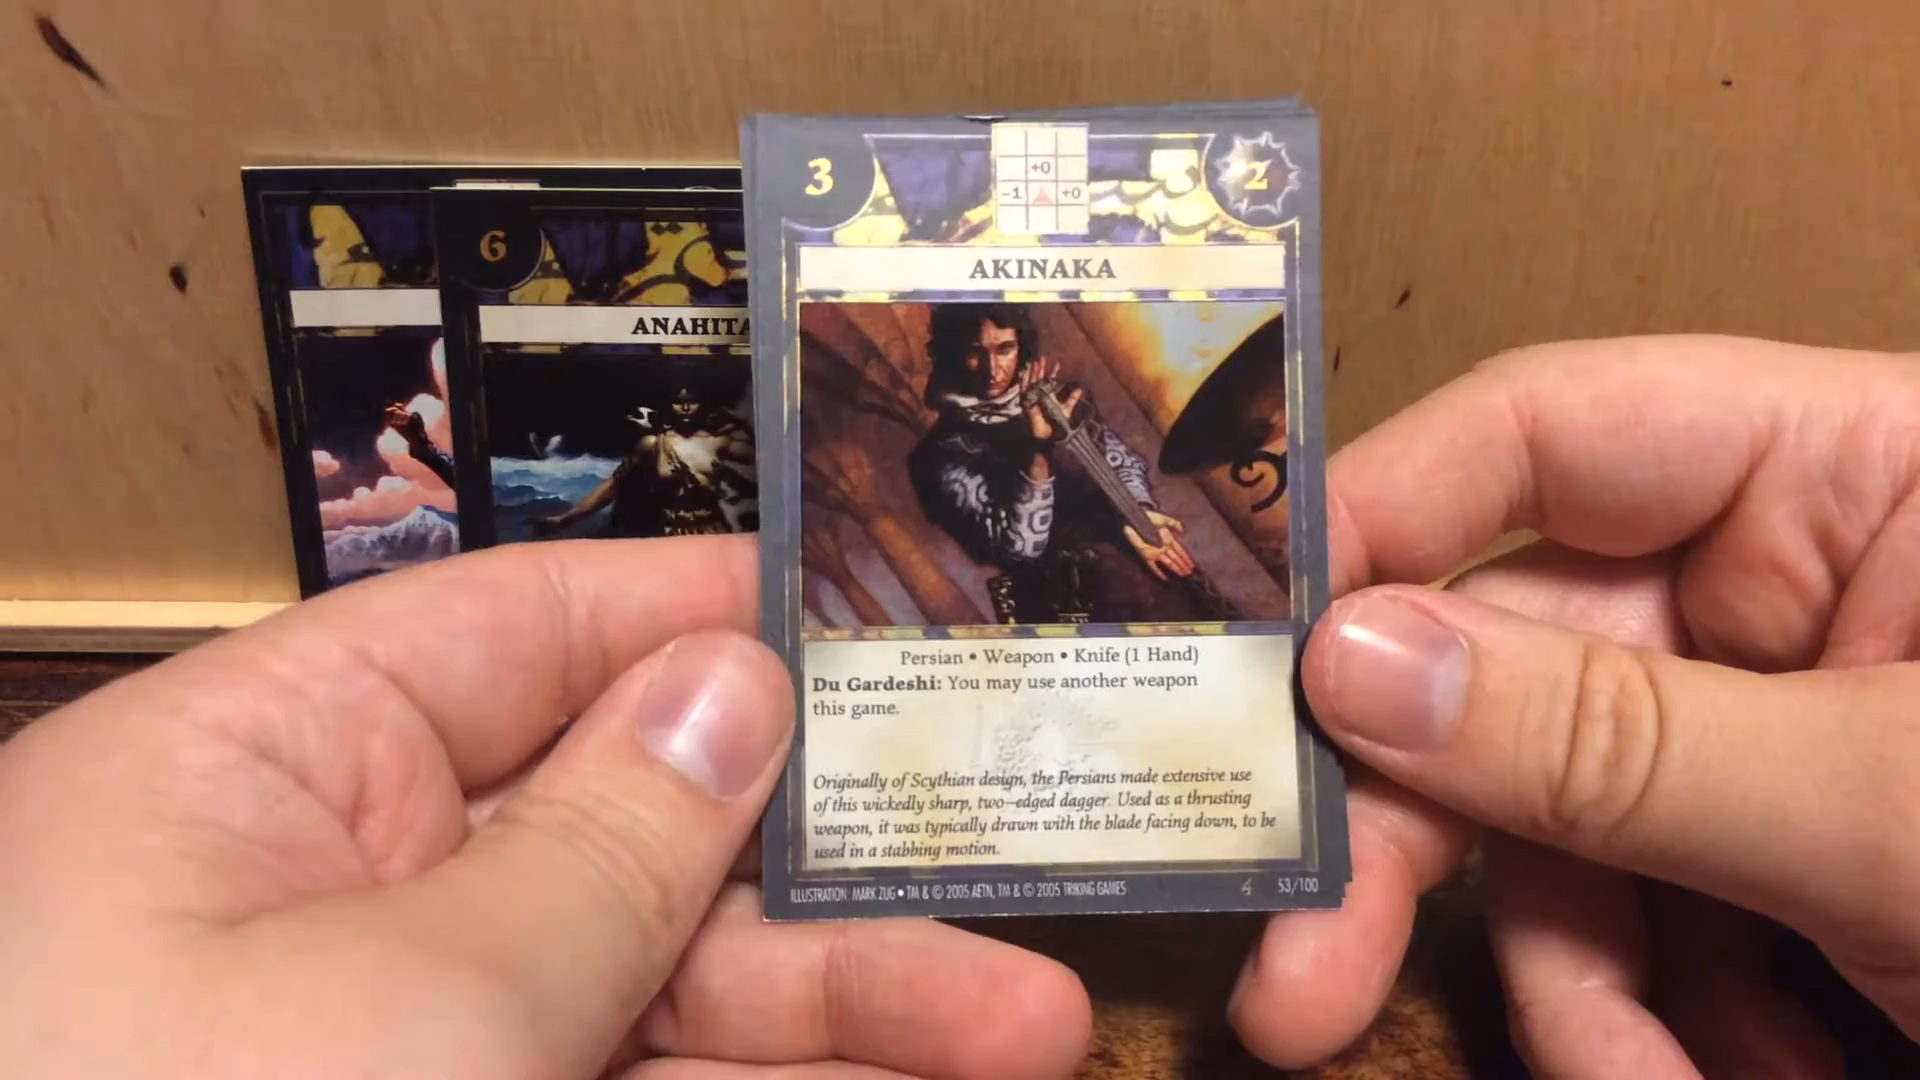 3
+0
-1 +0
2
AKINAKA
6
ANAHITA
Persian • Weapon • Knife (1 Hand)
Du Gardeshi: You may use another weapon
this game.
Originally of Scythian design, the Persians made extensive use
of this wickedly sharp, two-edged dagger. Used as a thrusting
weapon, it was typically drawn with the blade facing down, to be
used in a stabbing motion.
ILLUSTRATION MARK ZUG • TM & © 2005 AETN, TM & © 2005 TRIKING GAMES 4 53/100